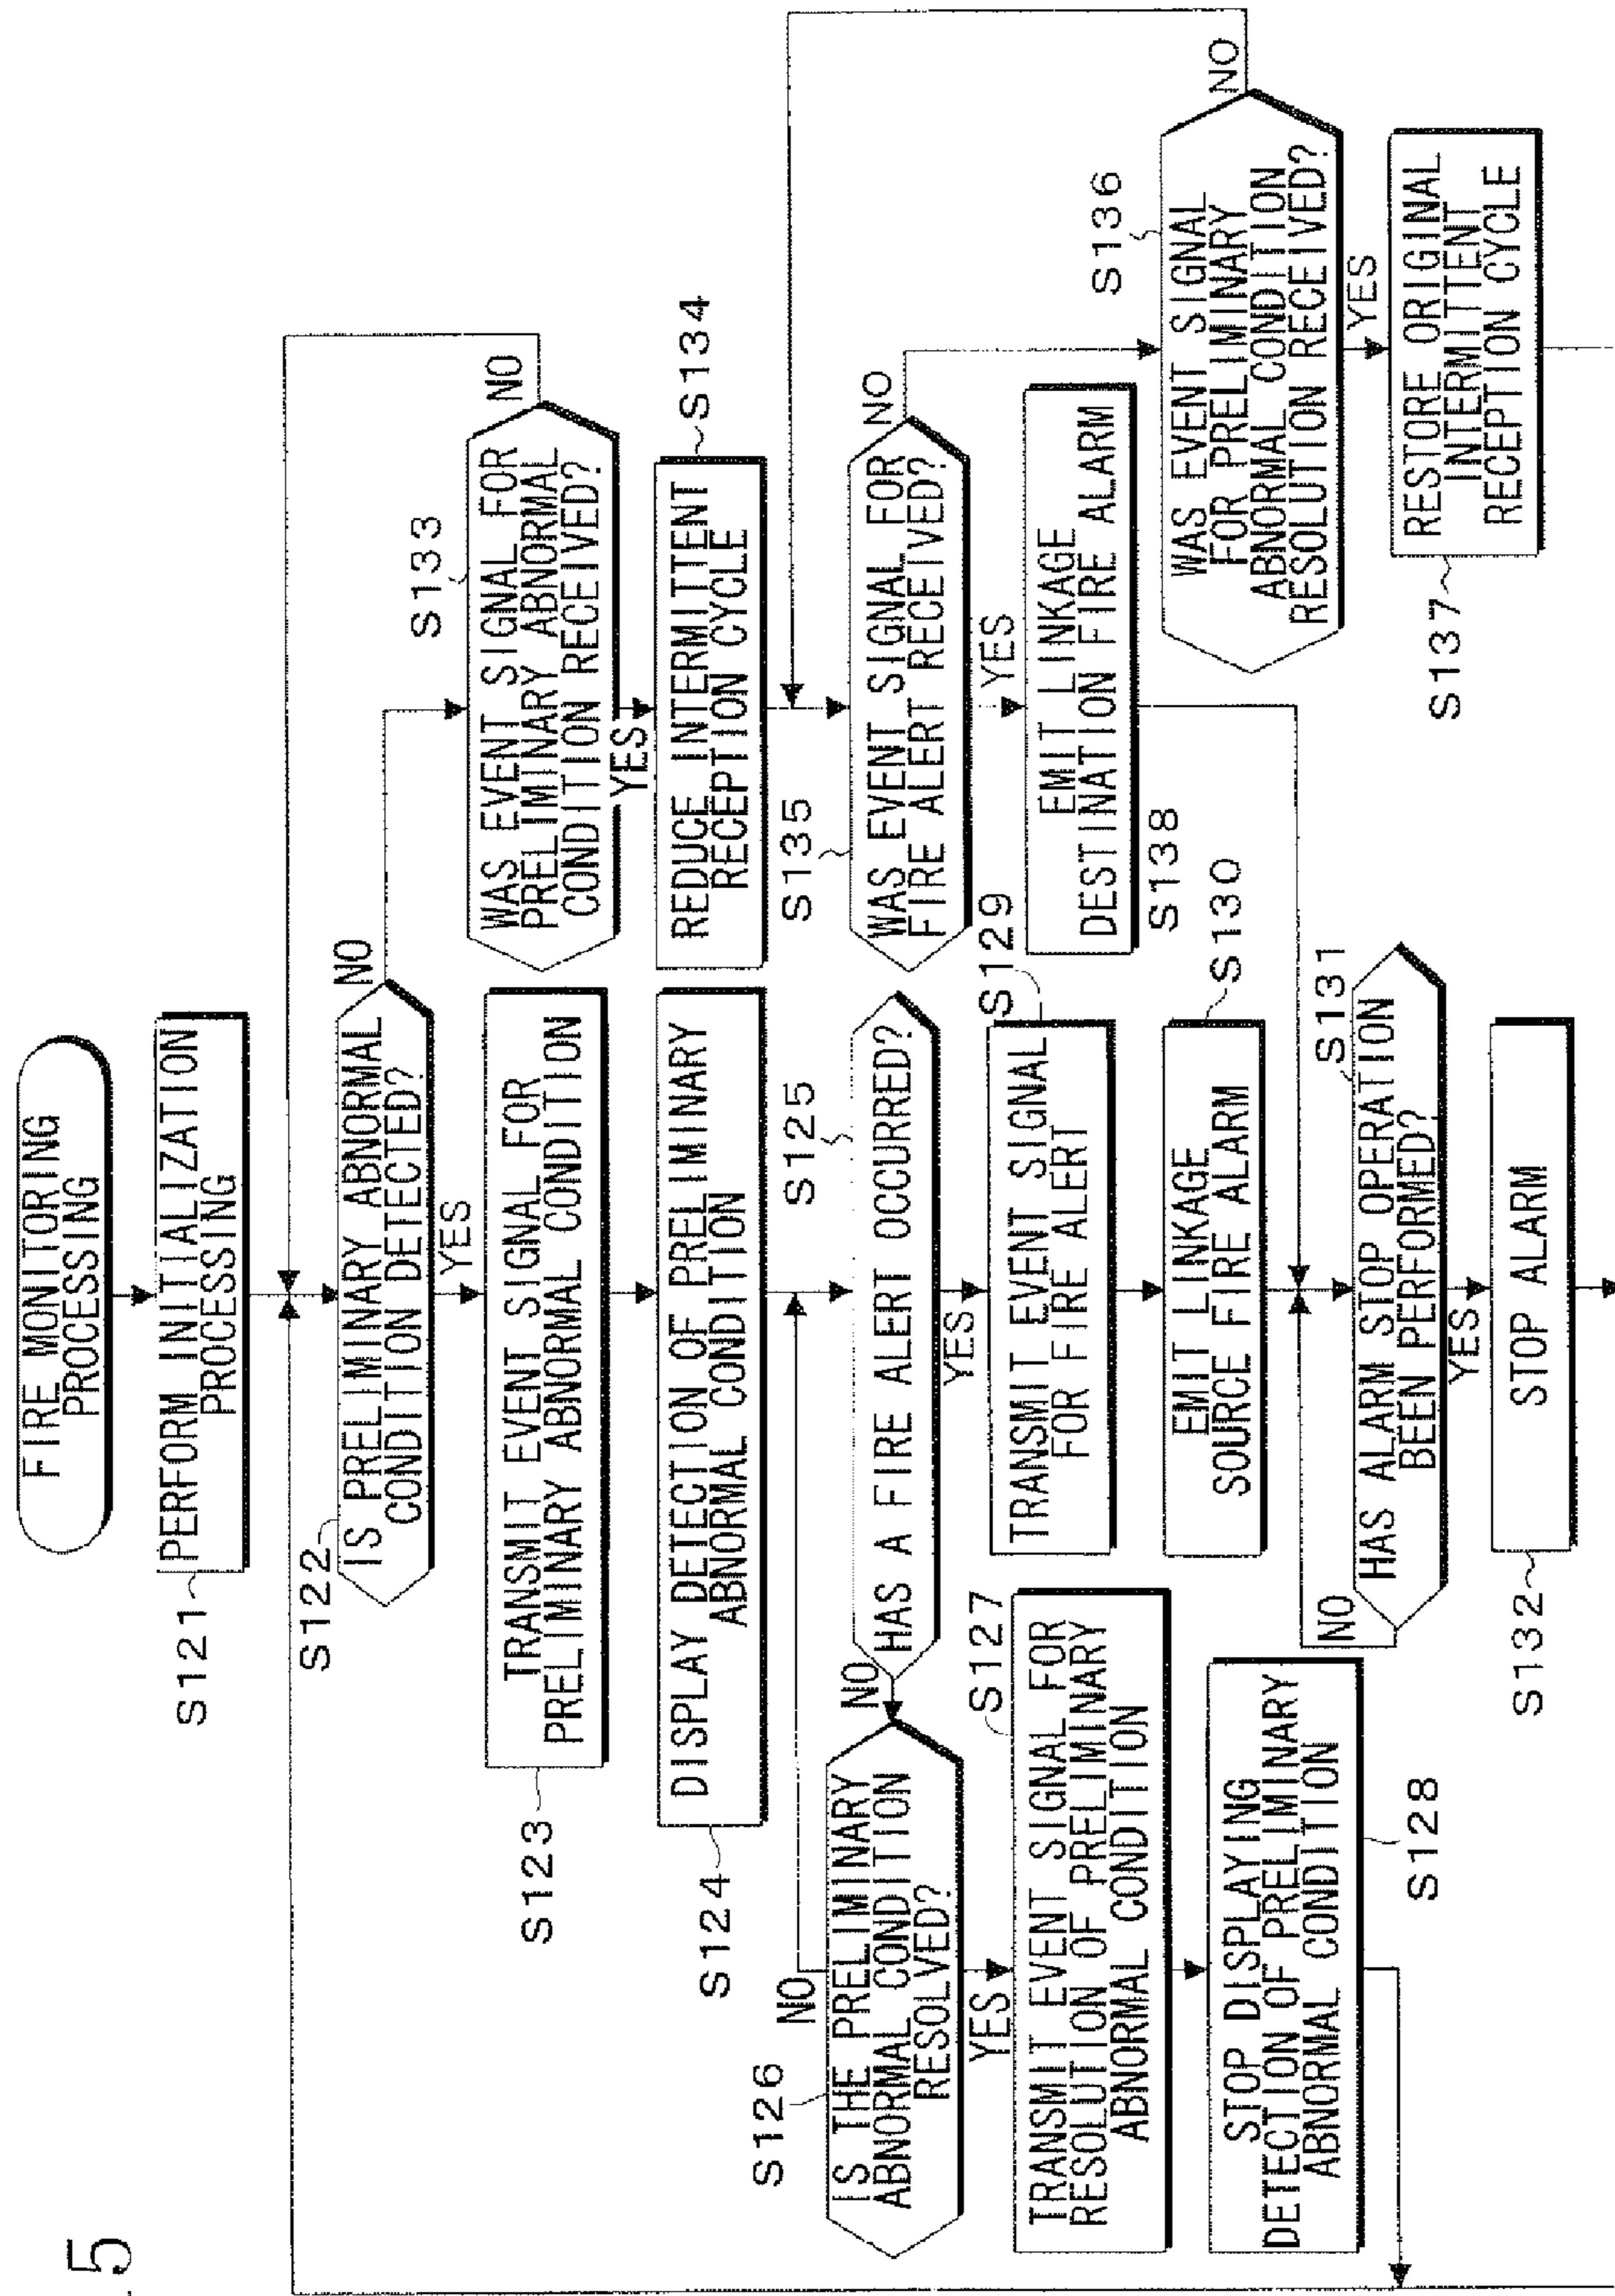 5
FIRE MONITORING
PROCESSING
S121
PERFORM INITIALIZATION
PROCESSING
S122
IS PRELIMINARY ABNORMAL
CONDITION DETECTED?
NO
YES
S123
TRANSMIT EVENT SIGNAL FOR
PRELIMINARY ABNORMAL CONDITION
S124
DISPLAY DETECTION OF PRELIMINARY
ABNORMAL CONDITION
S125
HAS A FIRE ALERT OCCURRED?
NO
YES
S126
NO
IS THE PRELIMINARY
ABNORMAL CONDITION
RESOLVED?
YES
S127
TRANSMIT EVENT SIGNAL FOR
RESOLUTION OF PRELIMINARY
ABNORMAL CONDITION
STOP DISPLAYING
DETECTION OF PRELIMINARY
ABNORMAL CONDITION
S128
S129
TRANSMIT EVENT SIGNAL
FOR FIRE ALERT
S130
EMIT LINKAGE
SOURCE FIRE ALARM
S131
NO
HAS ALARM STOP OPERATION
BEEN PERFORMED?
YES
S132
STOP ALARM
S133
WAS EVENT SIGNAL FOR
PRELIMINARY ABNORMAL
CONDITION RECEIVED?
NO
YES
S134
REDUCE INTERMITTENT
RECEPTION CYCLE
S135
WAS EVENT SIGNAL FOR
FIRE ALERT RECEIVED?
NO
YES
EMIT LINKAGE
DESTINATION FIRE ALARM
S138
S136
WAS EVENT SIGNAL
FOR PRELIMINARY
ABNORMAL CONDITION
RESOLUTION RECEIVED?
NO
YES
S137
RESTORE ORIGINAL
INTERMITTENT
RECEPTION CYCLE